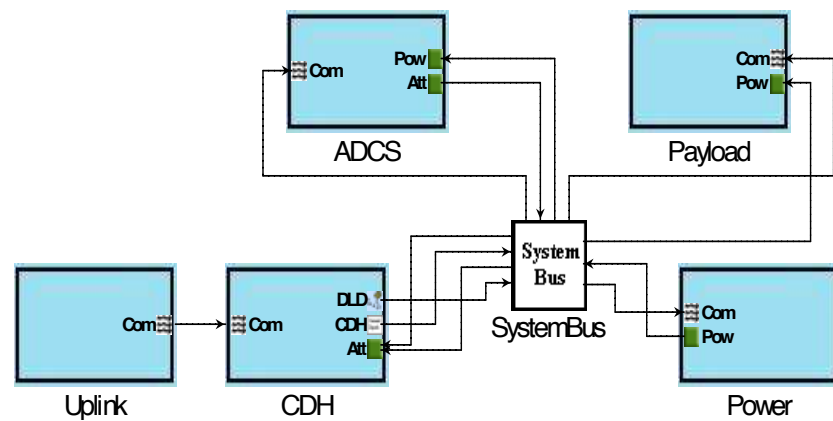 Com
Pow
Att
ADCS
Com
Pow
Payload
System
Bus
SystemBus
Com
Uplink
Com
DLD
CDH
Att
CDH
Com
Pow
Power